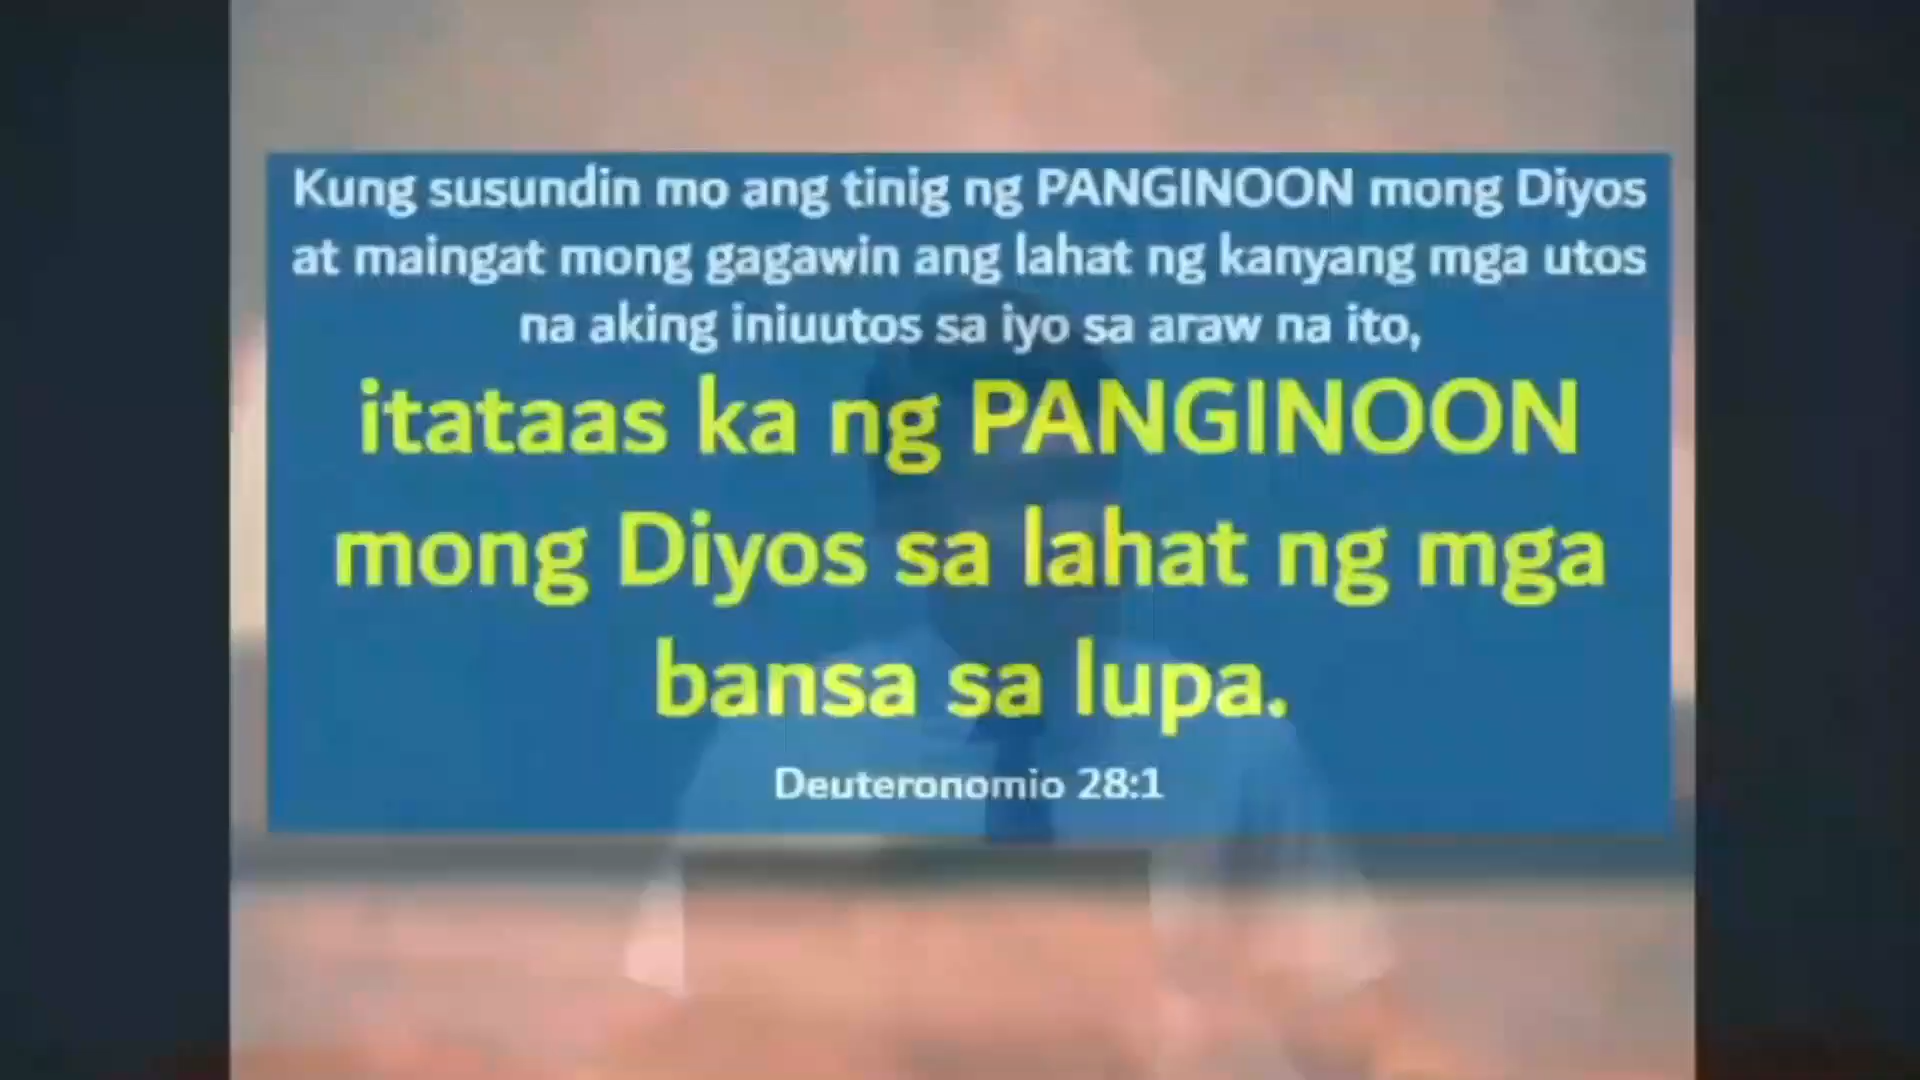 Kung susundin mo ang tinig ng PANGINOON mong Diyos
at maingat mong gagawin ang lahat ng kanyang mga utos
na aking iniuutos sa iyo sa araw na ito,
itataas ka ng PANGINOON
mong Diyos sa lahat ng mga
bansa sa lupa.
Deuteronomio 28:1